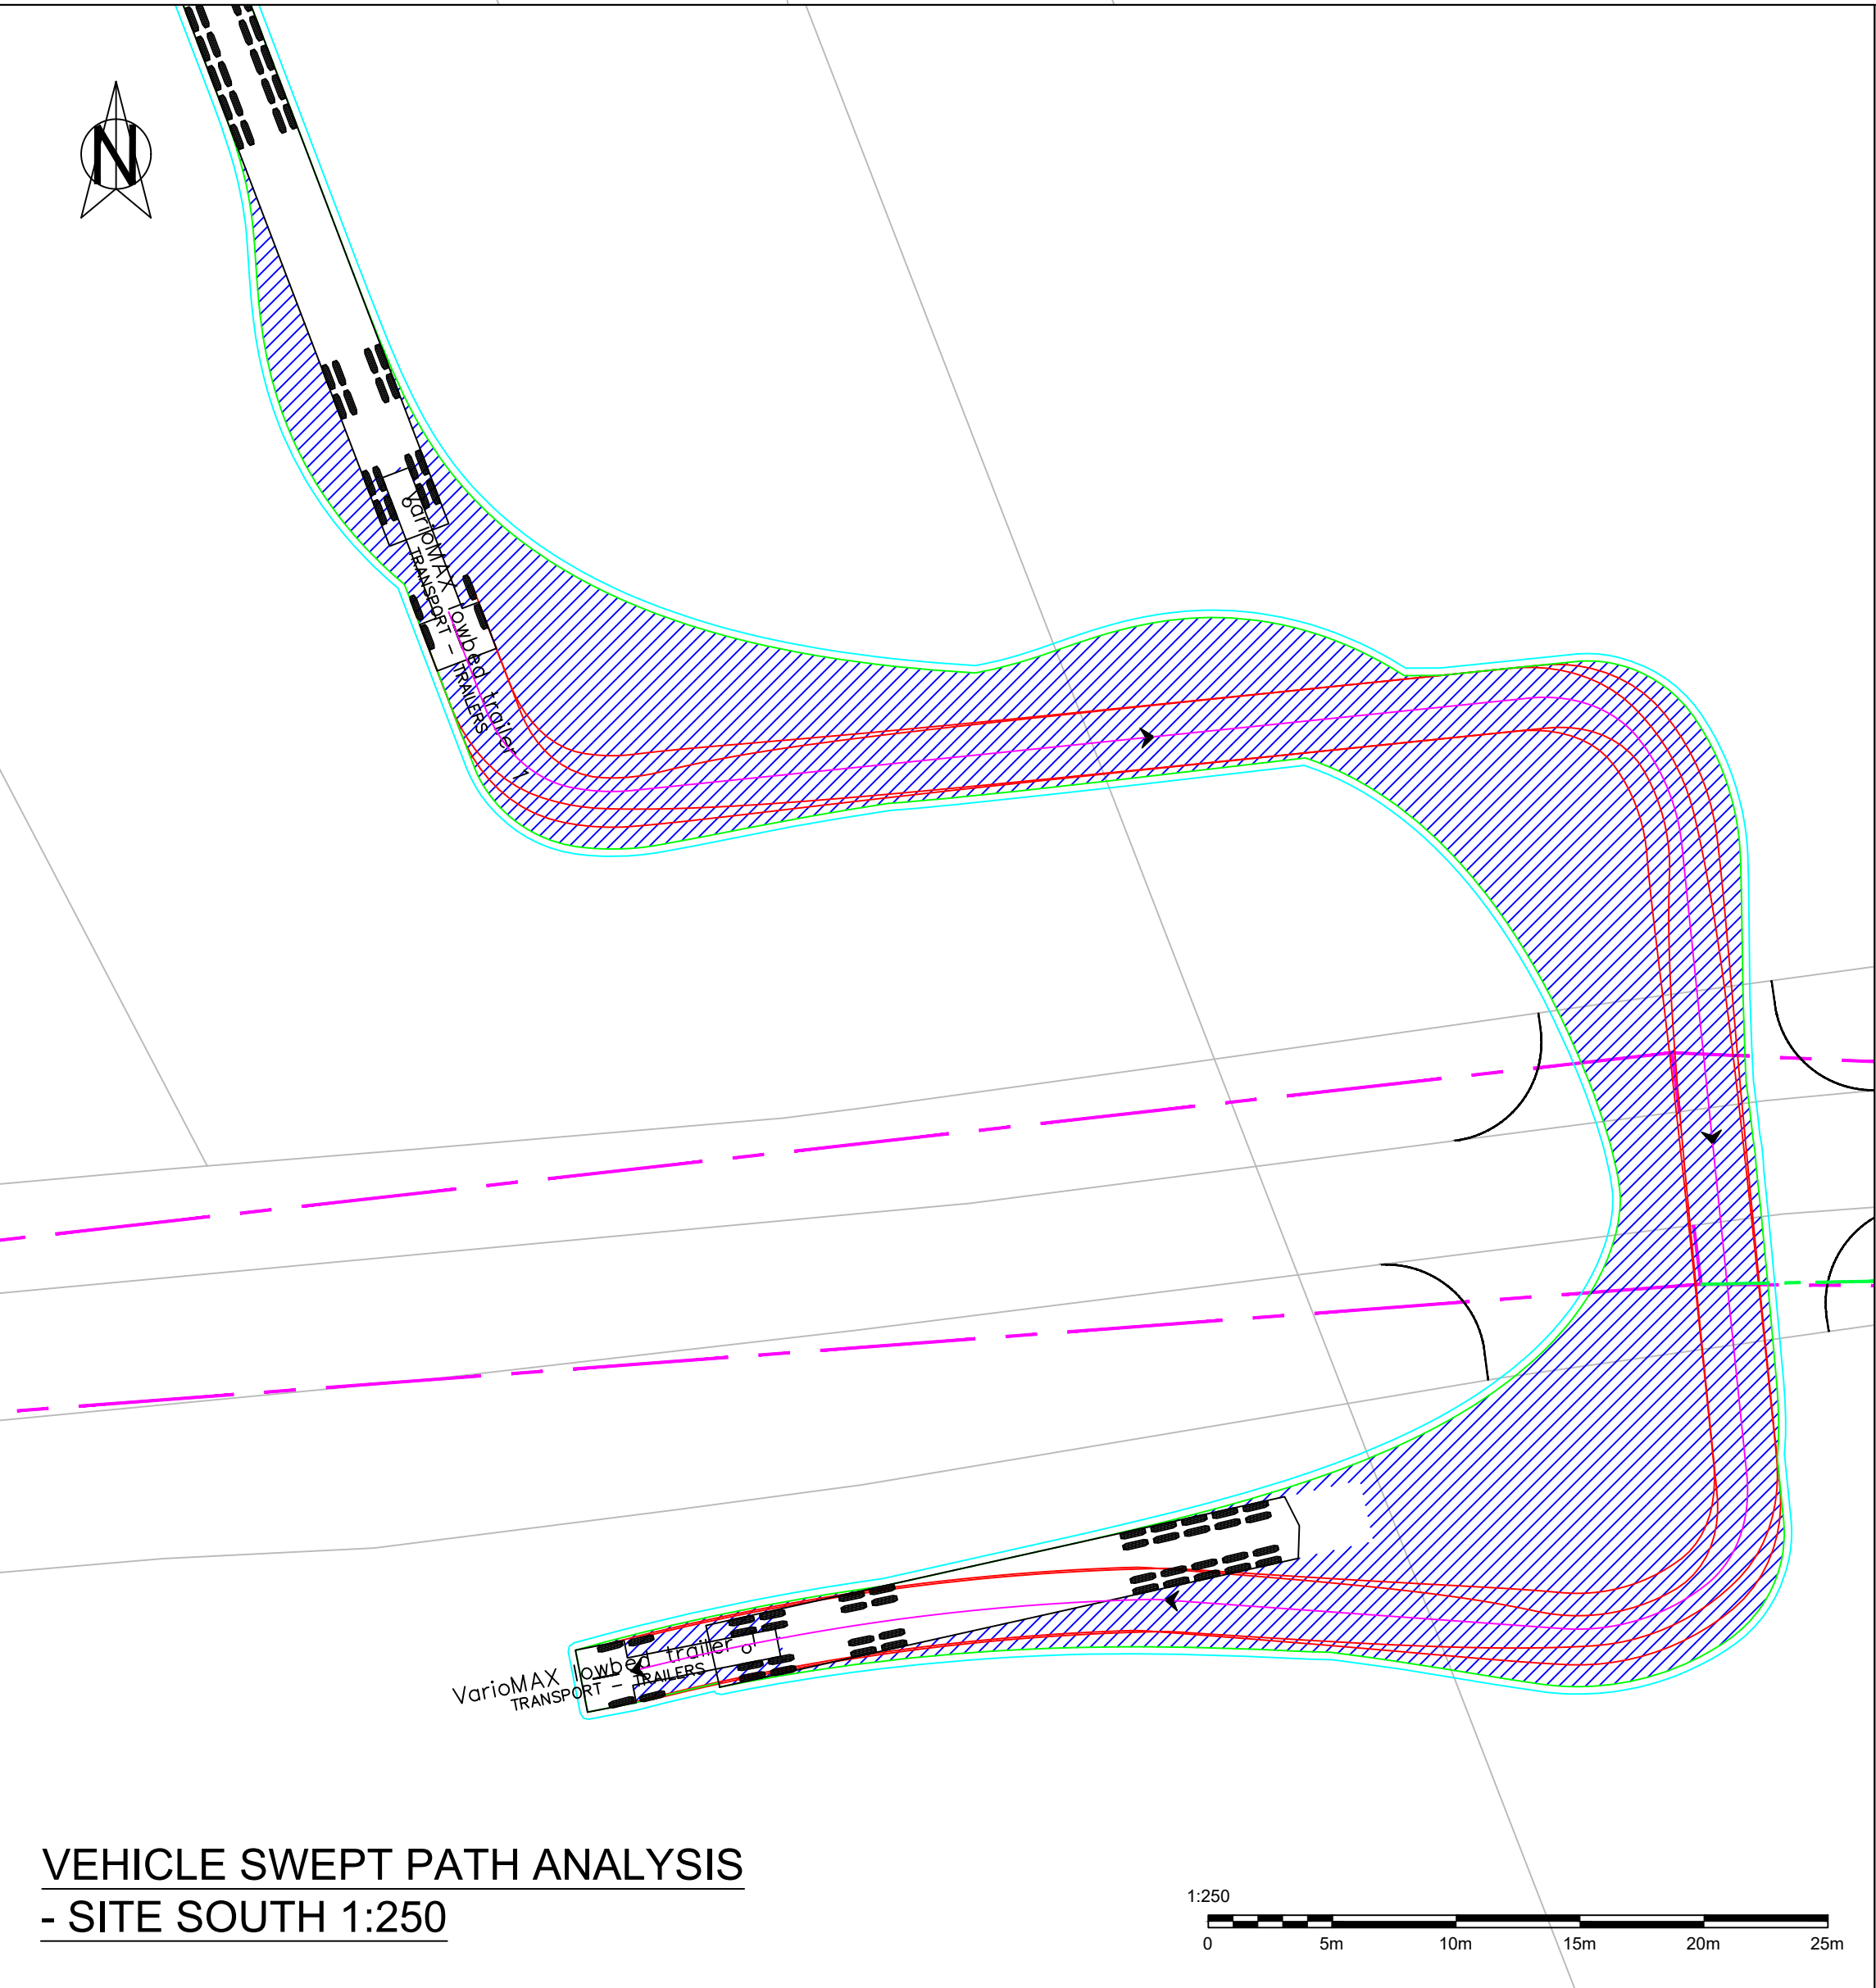 N
VarioMAX lowbed trailer 7
TRANSPORT - TRAILERS
VarioMAX lowbed trailer 8
TRANSPORT - TRAILERS
VEHICLE SWEPT PATH ANALYSIS
- SITE SOUTH 1:250
1:250
0 5m 10m 15m 20m 25m